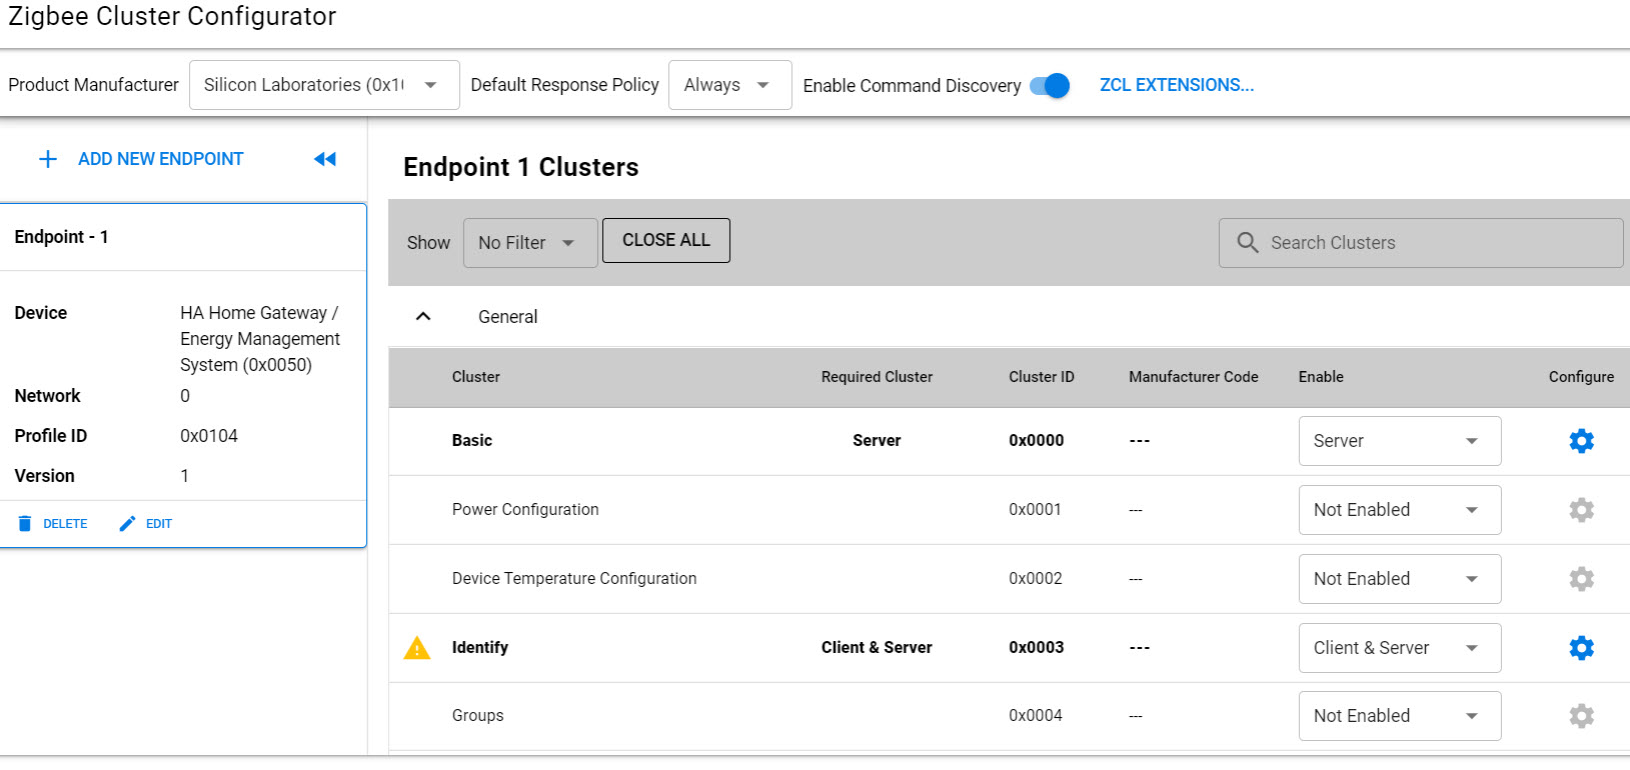 Zigbee Cluster Configurator
Product Manufacturer Silicon Laboratories (0x1 Default Response Policy Always Enable Command Discovery ZCL EXTENSIONS...
ADD NEW ENDPOINT
Endpoint - 1
Device HA Home Gateway /
Energy Management
System (0x0050)
Network 0
Profile ID 0x0104
Version 1
DELETE EDIT
Endpoint 1 Clusters
Show No Filter CLOSE ALL Search Clusters
General
Cluster Required Cluster Cluster ID Manufacturer Code Enable Configure
Basic Server 0x0000 --- Server
Power Configuration 0x0001 --- Not Enabled
Device Temperature Configuration 0x0002 --- Not Enabled
Identify Client & Server 0x0003 --- Client & Server
Groups 0x0004 --- Not Enabled